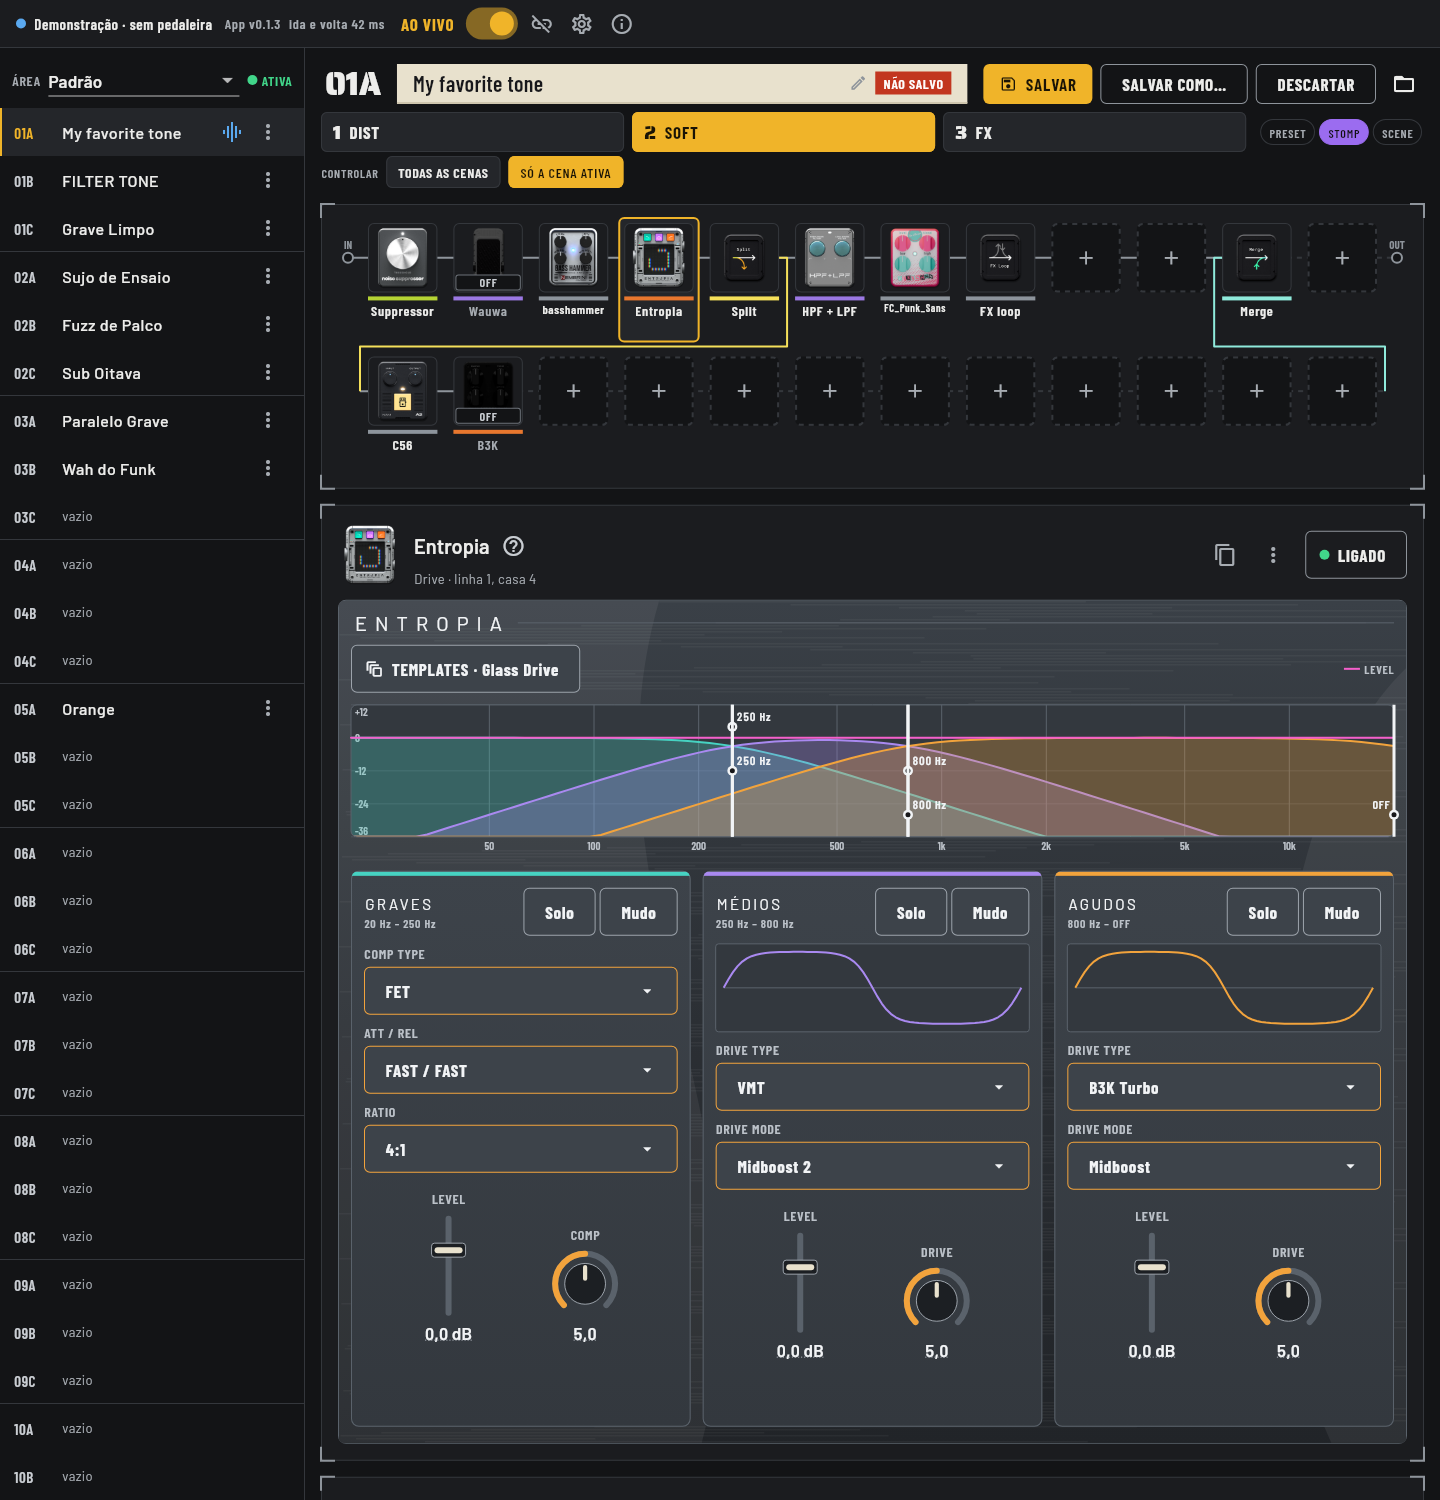 Demonstração · sem pedaleira App v0.1.3 Ida e volta 42 ms AO VIVO
ÁREA Padrão ATIVA
01A My favorite tone
01B FILTER TONE
01C Grave Limpo
02A Sujo de Ensaio
02B Fuzz de Palco
02C Sub Oitava
03A Paralelo Grave
03B Wah do Funk
03C vazio
04A vazio
04B vazio
04C vazio
05A Orange
05B vazio
05C vazio
06A vazio
06B vazio
06C vazio
07A vazio
07B vazio
07C vazio
08A vazio
08B vazio
08C vazio
09A vazio
09B vazio
09C vazio
10A vazio
10B vazio
01A My favorite tone NÃO SALVO SALVAR SALVAR COMO... DESCARTAR
1 DIST 2 SOFT 3 FX PRESET STOMP SCENE
CONTROLAR TODAS AS CENAS SÓ A CENA ATIVA
IN OUT
OFF
Split
HPF+LPF
FX Loop
Merge
Suppressor Wauwa basshammer Entropia Split HPF + LPF FC_Punk_Sans FX loop Merge
OFF
C56 B3K
Entropia
Drive · linha 1, casa 4
LIGADO
ENTROPIA
TEMPLATES · Glass Drive
LEVEL
+12
0
-12
-24
-36
250 Hz
250 Hz
800 Hz
800 Hz
OFF
50 100 200 500 1k 2k 5k 10k
GRAVES
20 Hz – 250 Hz
Solo Mudo
COMP TYPE
FET
ATT / REL
FAST / FAST
RATIO
4:1
LEVEL
COMP
0,0 dB
5,0
MÉDIOS
250 Hz – 800 Hz
Solo Mudo
DRIVE TYPE
VMT
DRIVE MODE
Midboost 2
LEVEL
DRIVE
0,0 dB
5,0
AGUDOS
800 Hz – OFF
Solo Mudo
DRIVE TYPE
B3K Turbo
DRIVE MODE
Midboost
LEVEL
DRIVE
0,0 dB
5,0